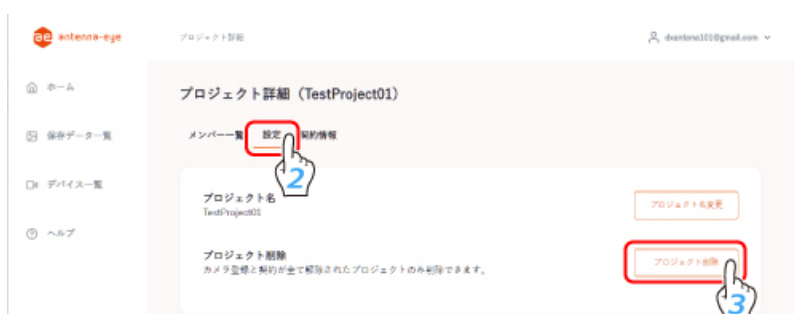 ae antenna-eye
プロジェクト詳細
dxantena101@gmail.com
ホーム
プロジェクト詳細（TestProject01）
保存データ一覧
メンバー一覧 設定 契約情報
2
デバイス一覧
プロジェクト名
TestProject01
プロジェクト名変更
ヘルプ
プロジェクト削除
カメラ登録と契約が全て解除されたプロジェクトのみ削除できます。
プロジェクト削除
3